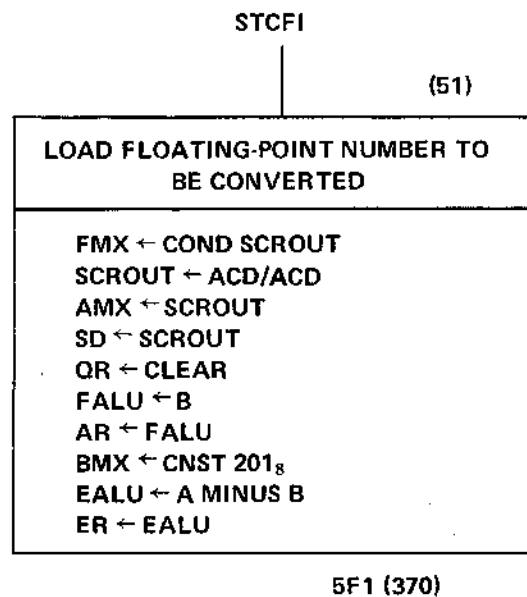 STCFI
(51)
LOAD FLOATING-POINT NUMBER TO
BE CONVERTED
FMX ← COND SCROUT
SCROUT ← ACD/ACD
AMX ← SCROUT
SD ← SCROUT
QR ← CLEAR
FALU ← B
AR ← FALU
BMX ← CNST 201₈
EALU ← A MINUS B
ER ← EALU
5F1 (370)